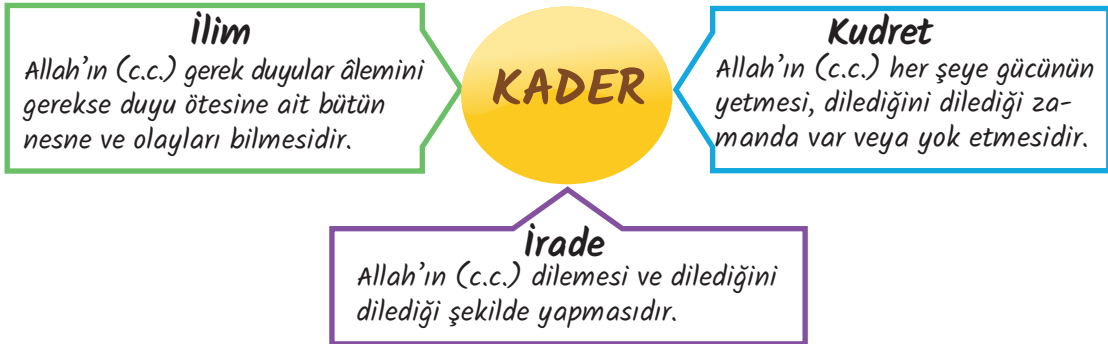 İlim
Allah’ın (c.c.) gerek duyular âlemini
gerekse duyu ötesine ait bütün
nesne ve olayları bilmesidir.
KADER
Kudret
Allah’ın (c.c.) her şeye gücünün
yetmesi, dilediğini dilediği za-
manda var veya yok etmesidir.
İrade
Allah’ın (c.c.) dilemesi ve dilediğini
dilediği şekilde yapmasıdır.